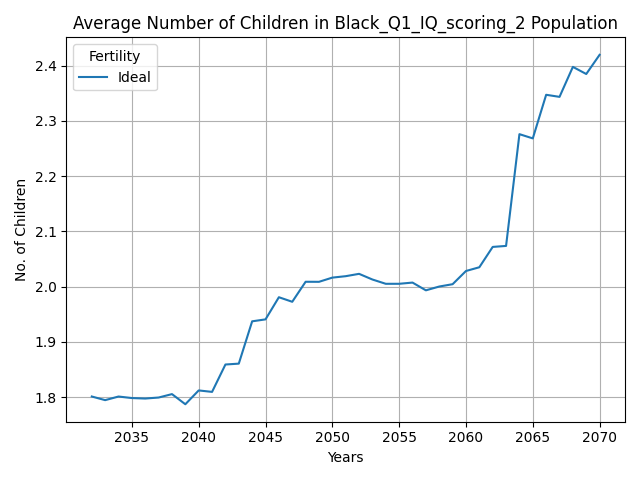 Average Number of Children in Black_Q1_IQ_scoring_2 Population
Fertility
Ideal
No. of Children
2.4
2.3
2.2
2.1
2.0
1.9
1.8
2035 2040 2045 2050 2055 2060 2065 2070
Years